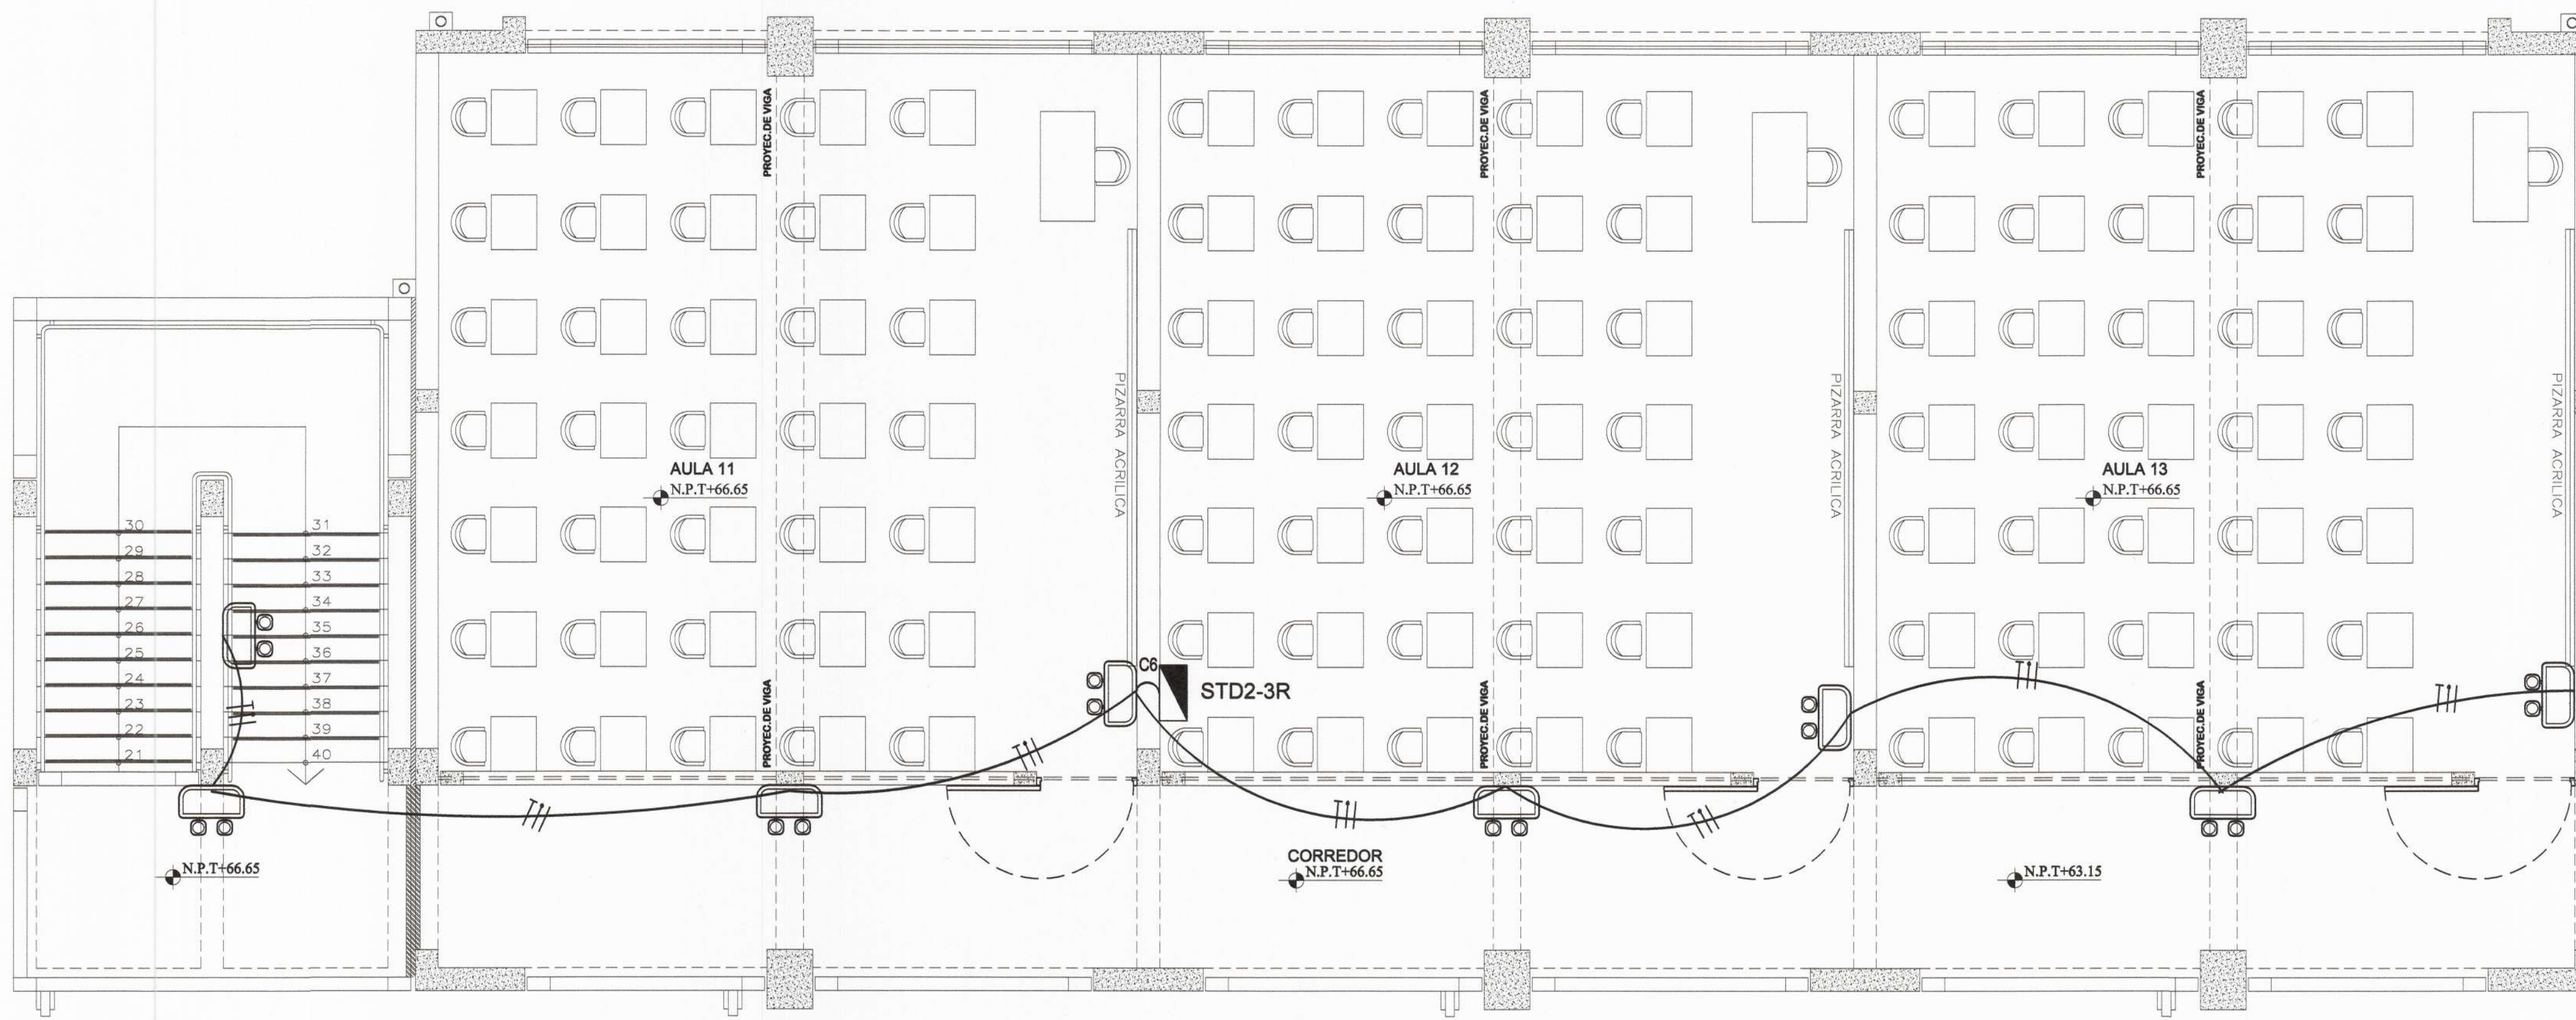 PROYEC.DE VIGA
PROYEC.DE VIGA
PROYEC.DE VIGA
PIZARRA ACRILICA
PIZARRA ACRILICA
PIZARRA ACRILICA
AULA 11
N.P.T+66.65
AULA 12
N.P.T+66.65
AULA 13
N.P.T+66.65
30
31
29
32
28
33
27
34
26
35
25
36
24
37
23
38
22
39
21
40
C6
STD2-3R
PROYEC.DE VIGA
PROYEC.DE VIGA
PROYEC.DE VIGA
N.P.T+66.65
CORREDOR
N.P.T+66.65
N.P.T+63.15